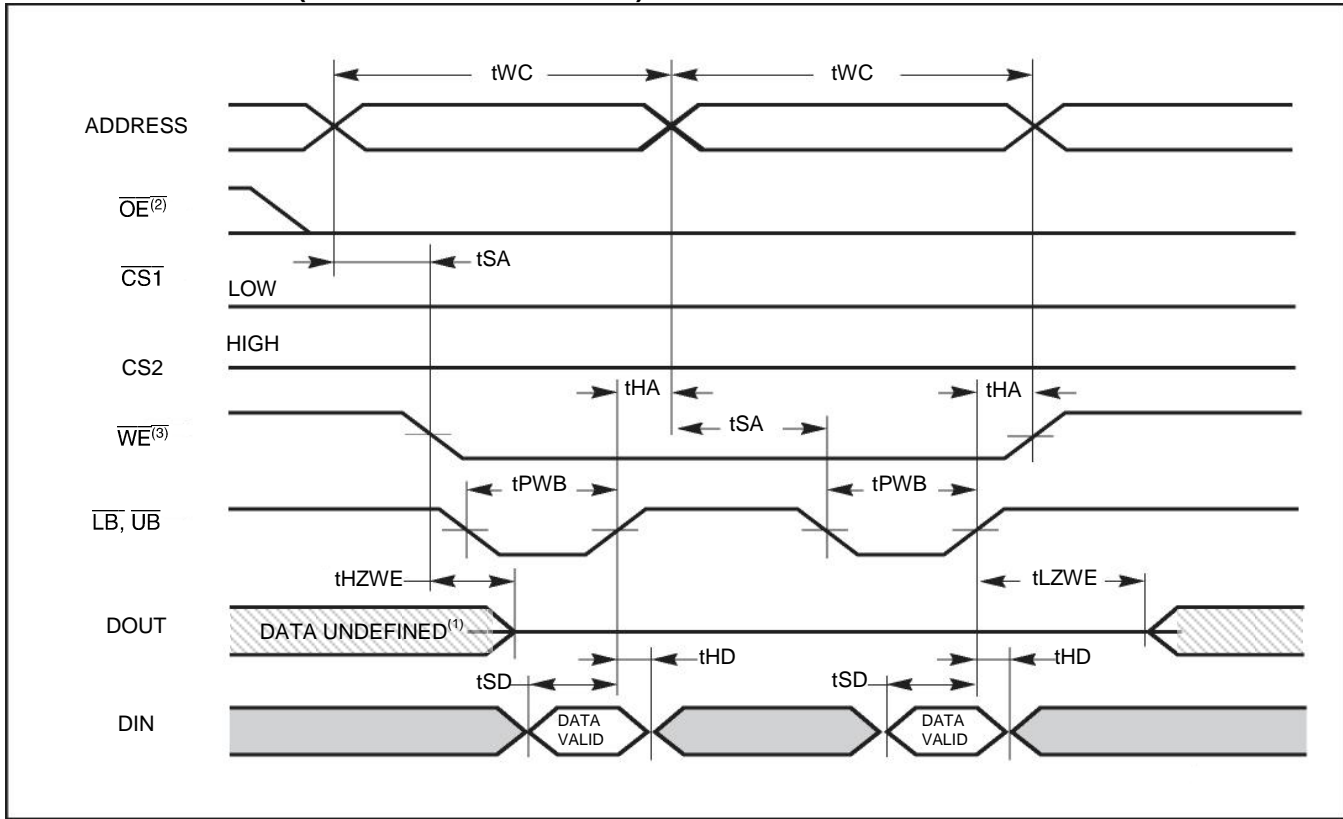 tWC tWC
ADDRESS
OE(2)
tSA
CS1
LOW
HIGH
CS2
tHA tHA
tSA
WE(3)
tPWB tPWB
LB, UB
tHZWE tLZWE
DOUT DATA UNDEFINED(1)
tHD tHD
tSD tSD
DIN DATA VALID DATA VALID